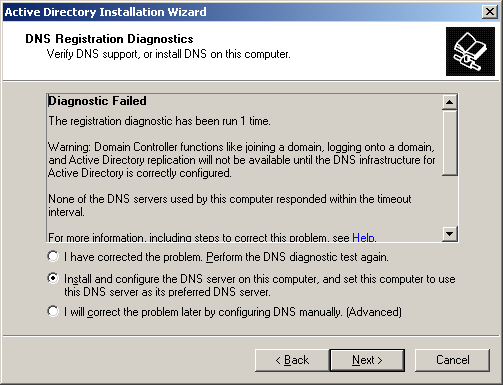 Active Directory Installation Wizard
DNS Registration Diagnostics
Verify DNS support, or install DNS on this computer.
Diagnostic Failed
The registration diagnostic has been run 1 time.
Warning: Domain Controller functions like joining a domain, logging onto a domain,
and Active Directory replication will not be available until the DNS infrastructure for
Active Directory is correctly configured.
None of the DNS servers used by this computer responded within the timeout
interval.
For more information, including steps to correct this problem, see Help.
I have corrected the problem. Perform the DNS diagnostic test again.
Install and configure the DNS server on this computer, and set this computer to use
this DNS server as its preferred DNS server.
I will correct the problem later by configuring DNS manually. (Advanced)
< Back
Next >
Cancel